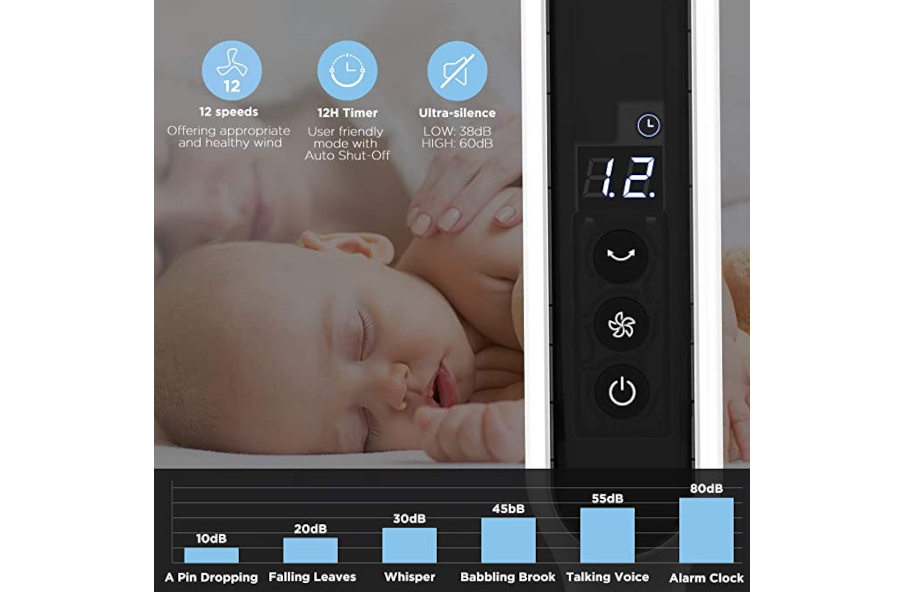 12
12 speeds
Offering appropriate
and healthy wind
12H Timer
User friendly
mode with
Auto Shut-Off
Ultra-silence
LOW: 38dB
HIGH: 60dB
1.2.
10dB
20dB
30dB
45bB
55dB
80dB
A Pin Dropping
Falling Leaves
Whisper
Babbling Brook
Talking Voice
Alarm Clock